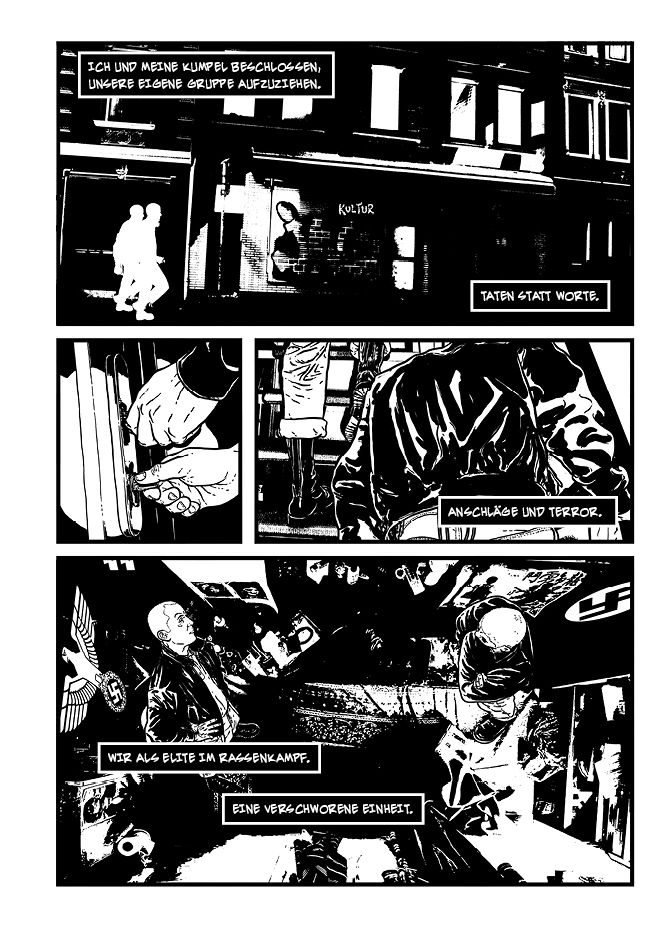 ICH UND MEINE KUMPEL BESCHLOSSEN,
UNSERE EIGENE GRUPPE AUFZUZIEHEN.
KULTUR
TATEN STATT WORTE.
ANSCHLÄGE UND TERROR.
WIR ALS ELITE IM RASSENKAMPF.
EINE VERSCHWORENE EINHEIT.